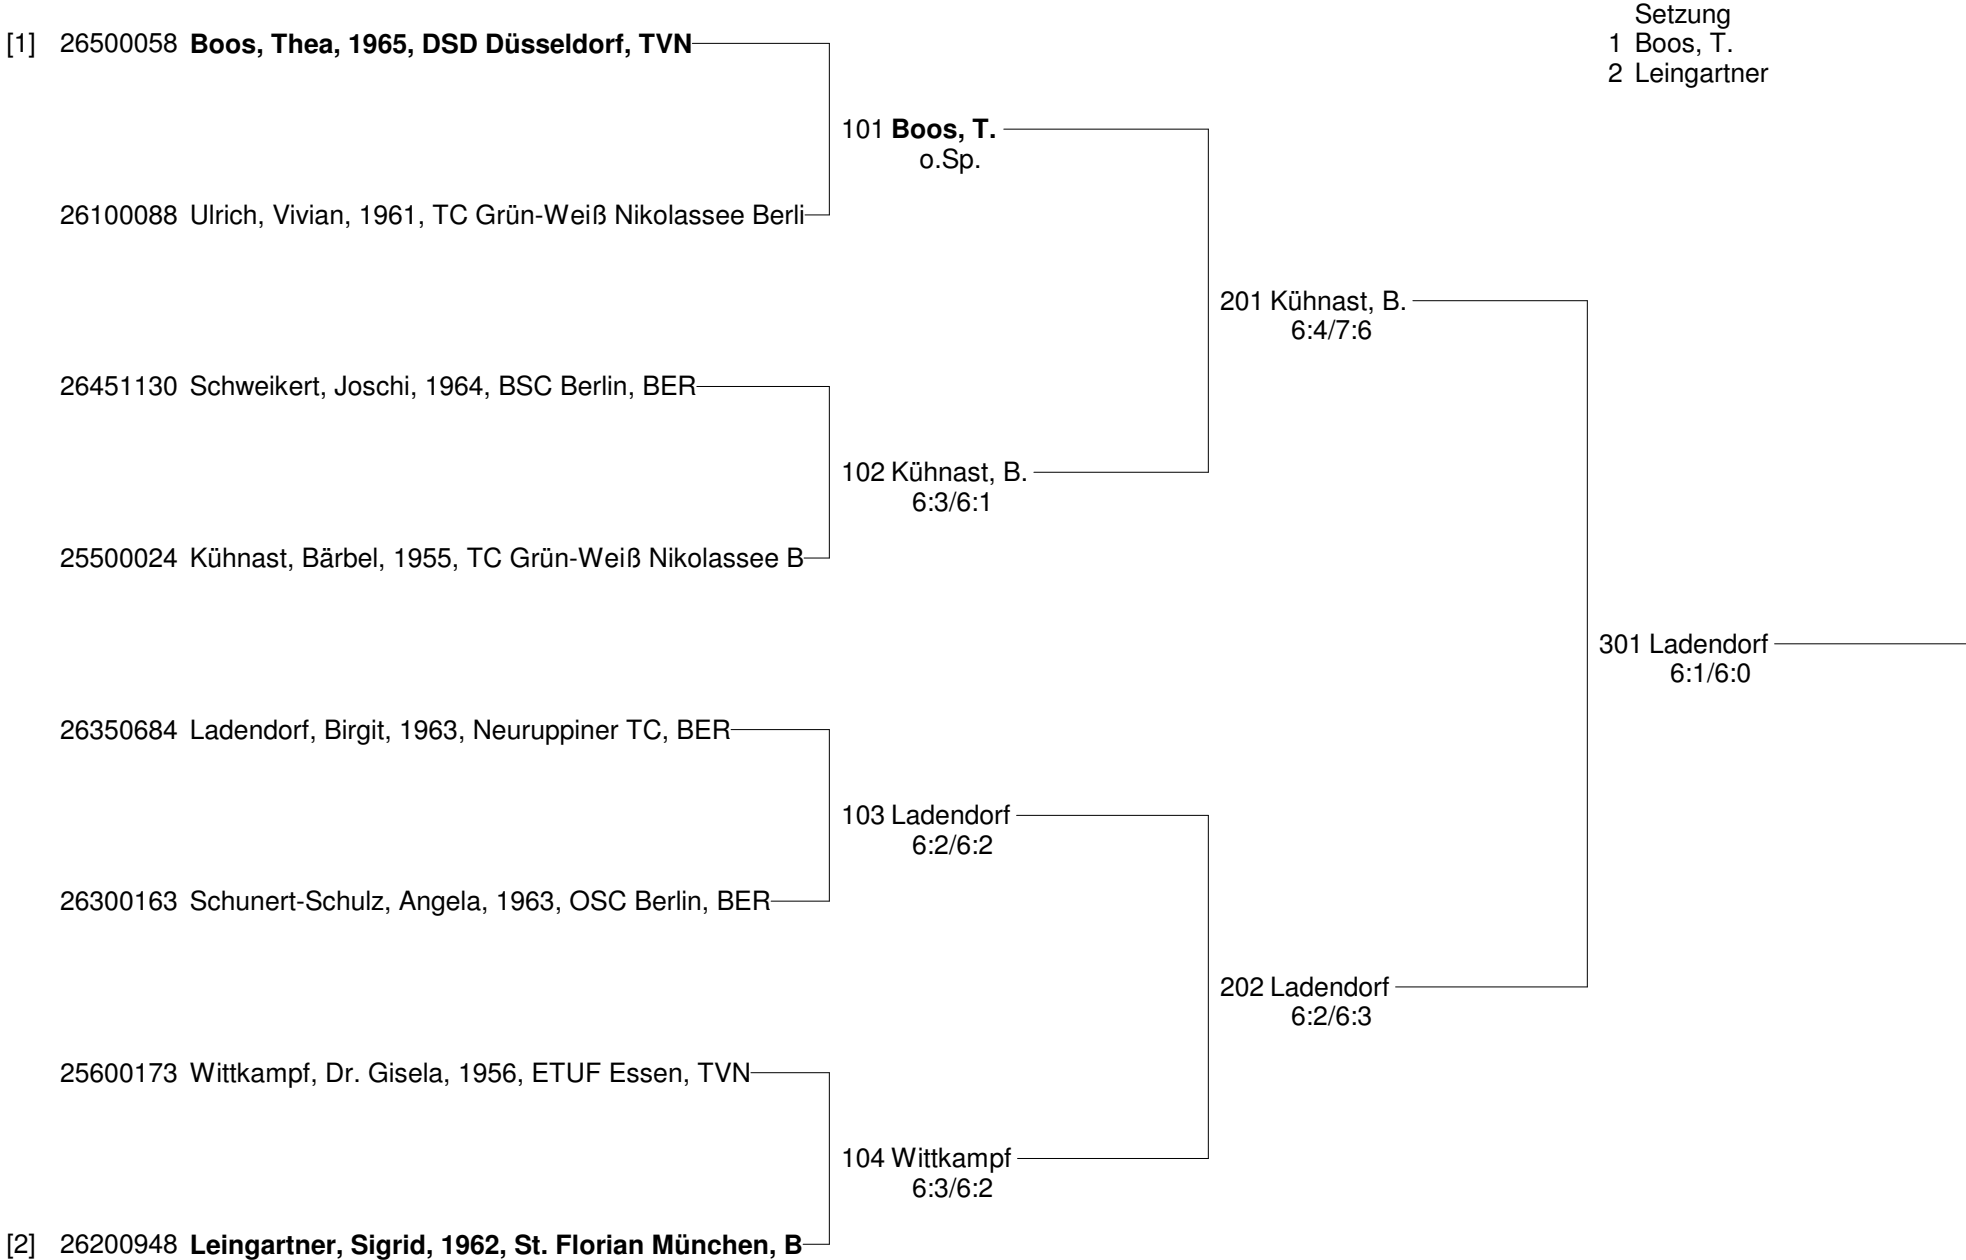 Setzung
1 Boos, T.
2 Leingartner
[1] 26500058 Boos, Thea, 1965, DSD Düsseldorf, TVN
101 Boos, T.
o.Sp.
26100088 Ulrich, Vivian, 1961, TC Grün-Weiß Nikolassee Berli
201 Kühnast, B.
6:4/7:6
26451130 Schweikert, Joschi, 1964, BSC Berlin, BER
102 Kühnast, B.
6:3/6:1
25500024 Kühnast, Bärbel, 1955, TC Grün-Weiß Nikolassee B
301 Ladendorf
6:1/6:0
26350684 Ladendorf, Birgit, 1963, Neuruppiner TC, BER
103 Ladendorf
6:2/6:2
26300163 Schunert-Schulz, Angela, 1963, OSC Berlin, BER
202 Ladendorf
6:2/6:3
25600173 Wittkampf, Dr. Gisela, 1956, ETUF Essen, TVN
104 Wittkampf
6:3/6:2
[2] 26200948 Leingartner, Sigrid, 1962, St. Florian München, B